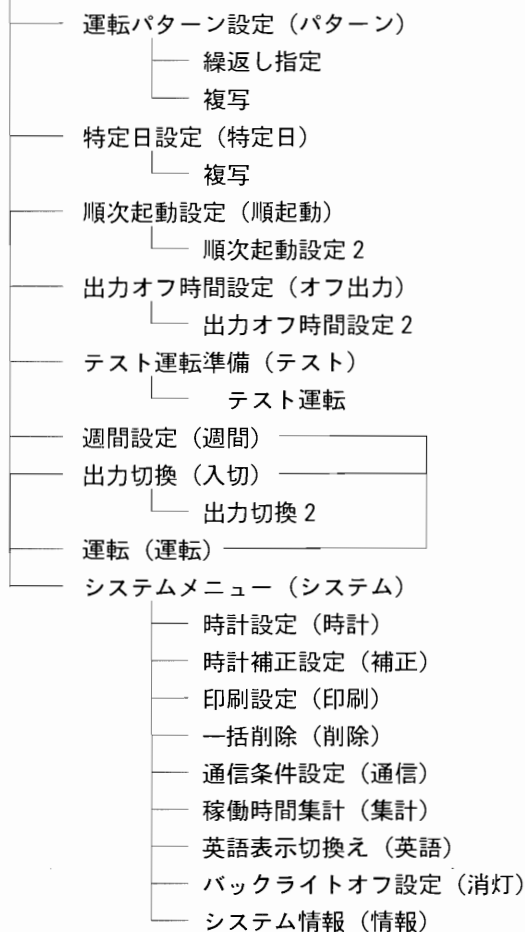 運転パターン設定（パターン）
繰返し指定
複写
特定日設定（特定日）
複写
順次起動設定（順起動）
順次起動設定2
出力オフ時間設定（オフ出力）
出力オフ時間設定2
テスト運転準備（テスト）
テスト運転
週間設定（週間）
出力切換（入切）
出力切換2
運転（運転）
システムメニュー（システム）
時計設定（時計）
時計補正設定（補正）
印刷設定（印刷）
一括削除（削除）
通信条件設定（通信）
稼働時間集計（集計）
英語表示切換え（英語）
バックライトオフ設定（消灯）
システム情報（情報）